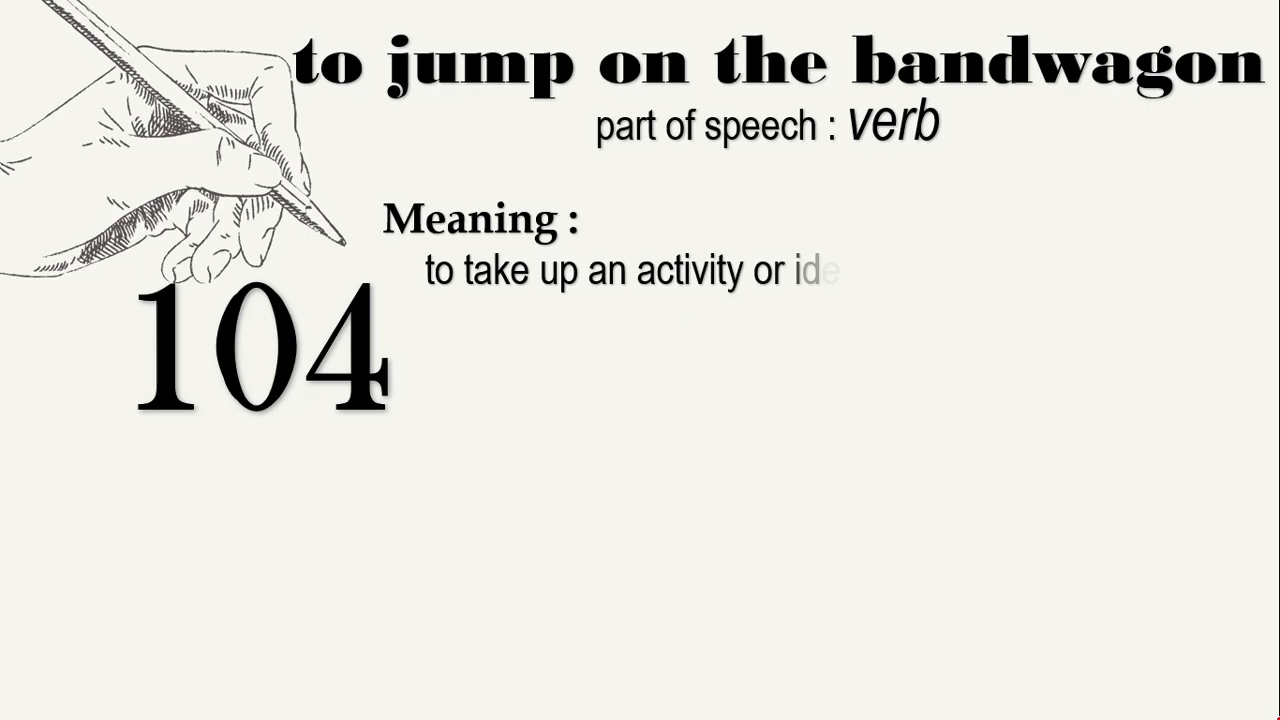 to jump on the bandwagon
part of speech : verb
Meaning :
to take up an activity or ide
104